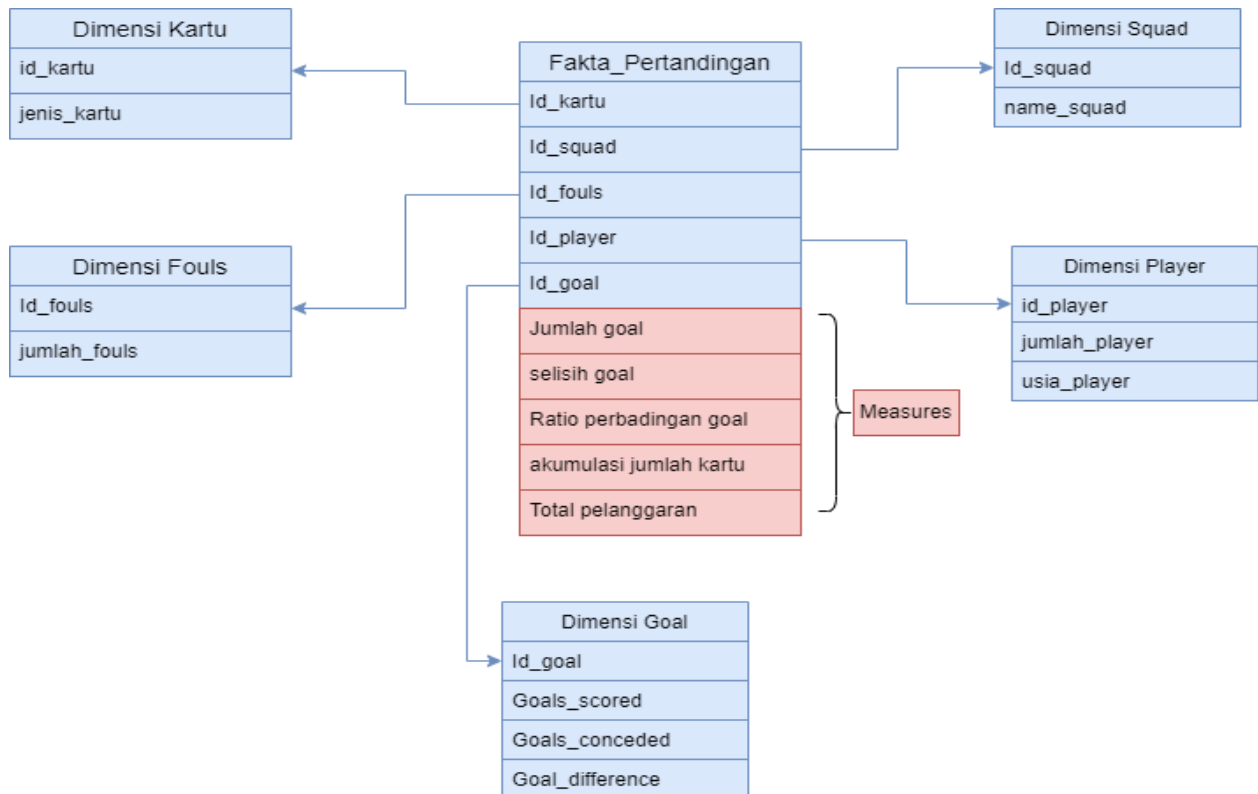 Dimensi Kartu
id_kartu
jenis_kartu
Fakta_Pertandingan
Id_kartu
Id_squad
Id_fouls
Id_player
Id_goal
Jumlah goal
selisih goal
Ratio perbadingan goal
akumulasi jumlah kartu
Total pelanggaran
Measures
Dimensi Squad
Id_squad
name_squad
Dimensi Fouls
Id_fouls
jumlah_fouls
Dimensi Player
id_player
jumlah_player
usia_player
Dimensi Goal
Id_goal
Goals_scored
Goals_conceded
Goal_difference